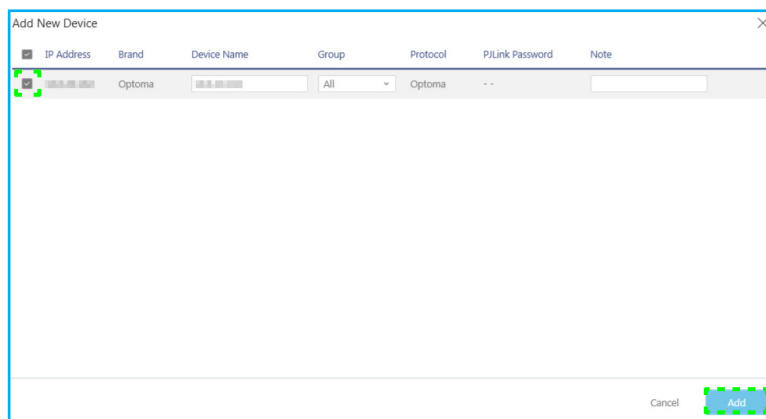 Add New Device
IP Address Brand Device Name Group Protocol PJLink Password Note
Optoma All Optoma - -
Cancel Add